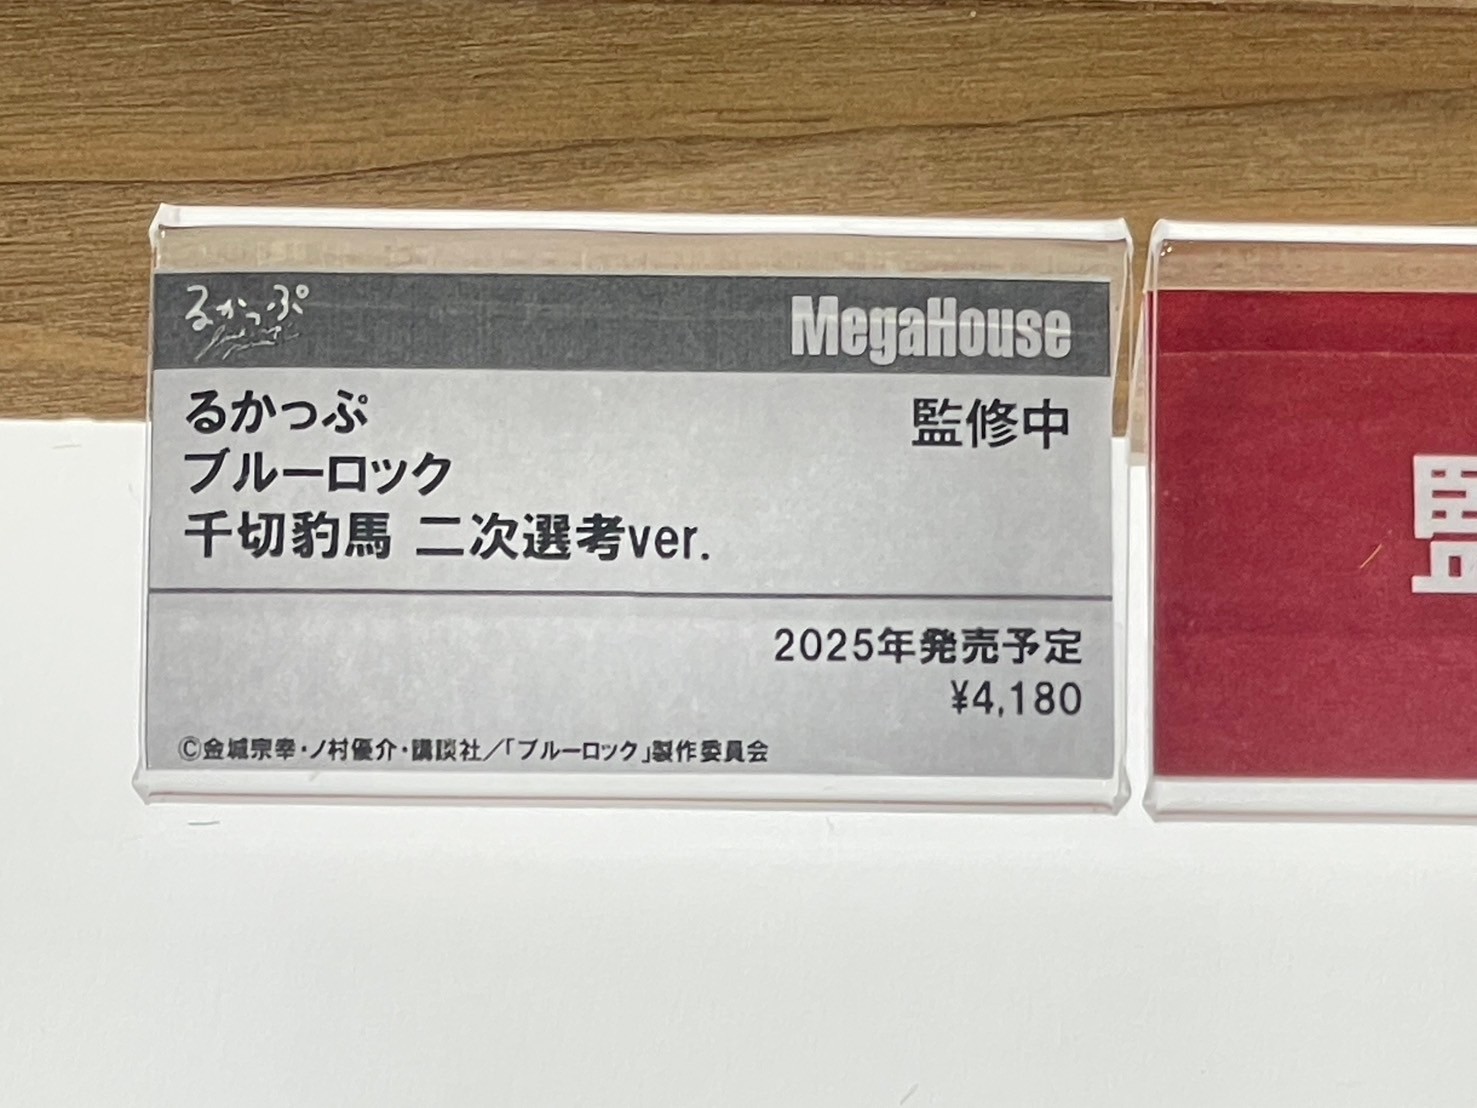 るかっぷ
MegaHouse
るかっぷ
監修中
ブルーロック
千切豹馬 二次選考ver.
2025年発売予定
¥4,180
©金城宗幸・ノ村優介・講談社／「ブルーロック」製作委員会